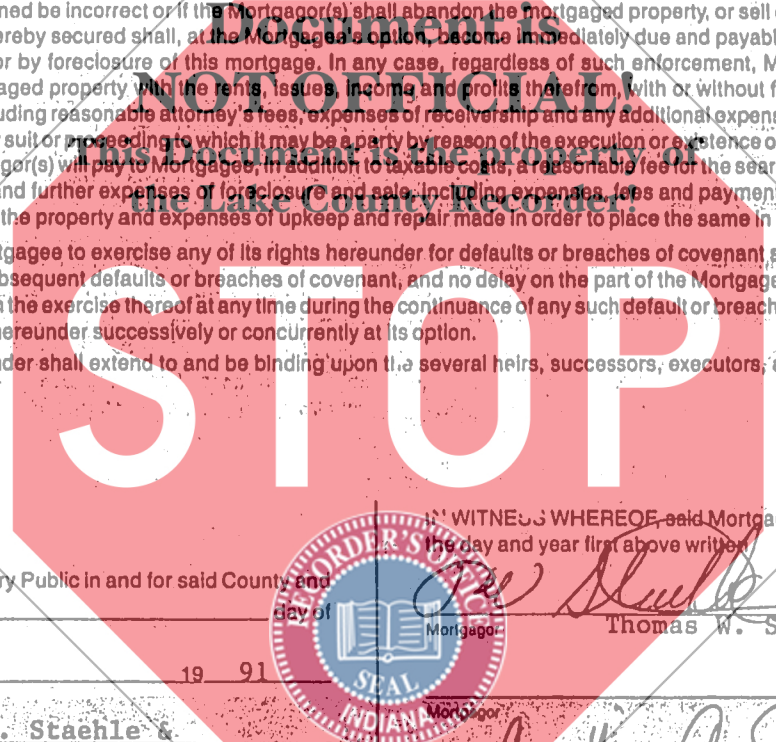 ned be incorrect or if the Mortgagor(s) shall abandon the mortgaged property, or sell
Document is
ereby secured shall, at the Mortgagee's option, become immediately due and payabl
or by foreclosure of this mortgage. In any case, regardless of such enforcement, M
aged property with the rents, issues, income and profits therefrom, with or without f
NOT OFFICIAL!
uding reasonable attorney's fees, expenses of receivership and any additional expen
suit or proceeding to which it may be a party by reason of the execution or existence o
This Document is the property of
gor(s) will pay to Mortgagee, in addition to taxable costs, a reasonable fee for the sear
and further expenses of foreclosure and sale, including expenses, fees and paymen
the Lake County Recorder!
the property and expenses of upkeep and repair made in order to place the same in
tgagee to exercise any of its rights hereunder for defaults or breaches of covenant
bsequent defaults or breaches of covenant, and no delay on the part of the Mortgage
the exercise thereof at any time during the continuance of any such default or breach
hereunder successively or concurrently at its option.
der shall extend to and be binding upon the several heirs, successors, executors,
STOP
IN WITNESS WHEREOF, said Mortga
the day and year first above written
ry Public in and for said County and
day of
RECORDER'S OFFICE
SEAL
INDIANA
Mortgagor
Thomas W. S
19 91
Mortgagor
. Staehle &